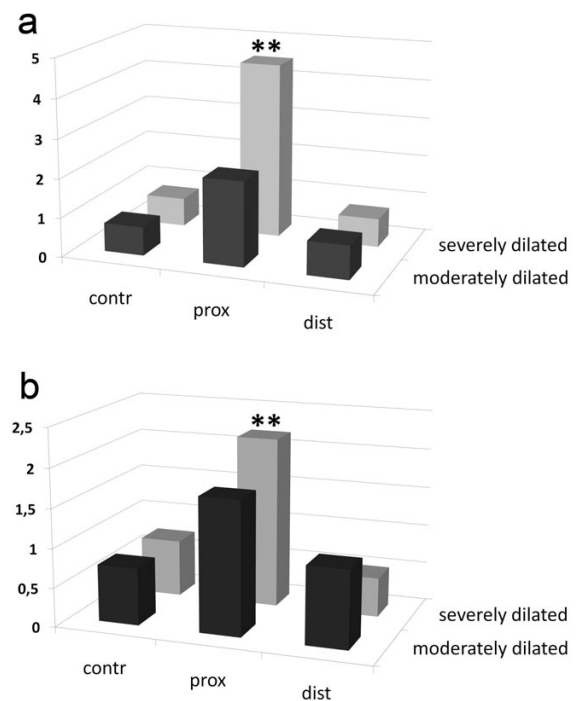 a
**
5
4
3
2
1
0
contr
prox
dist
severely dilated
moderately dilated
b
**
2,5
2
1,5
1
0,5
0
contr
prox
dist
severely dilated
moderately dilated